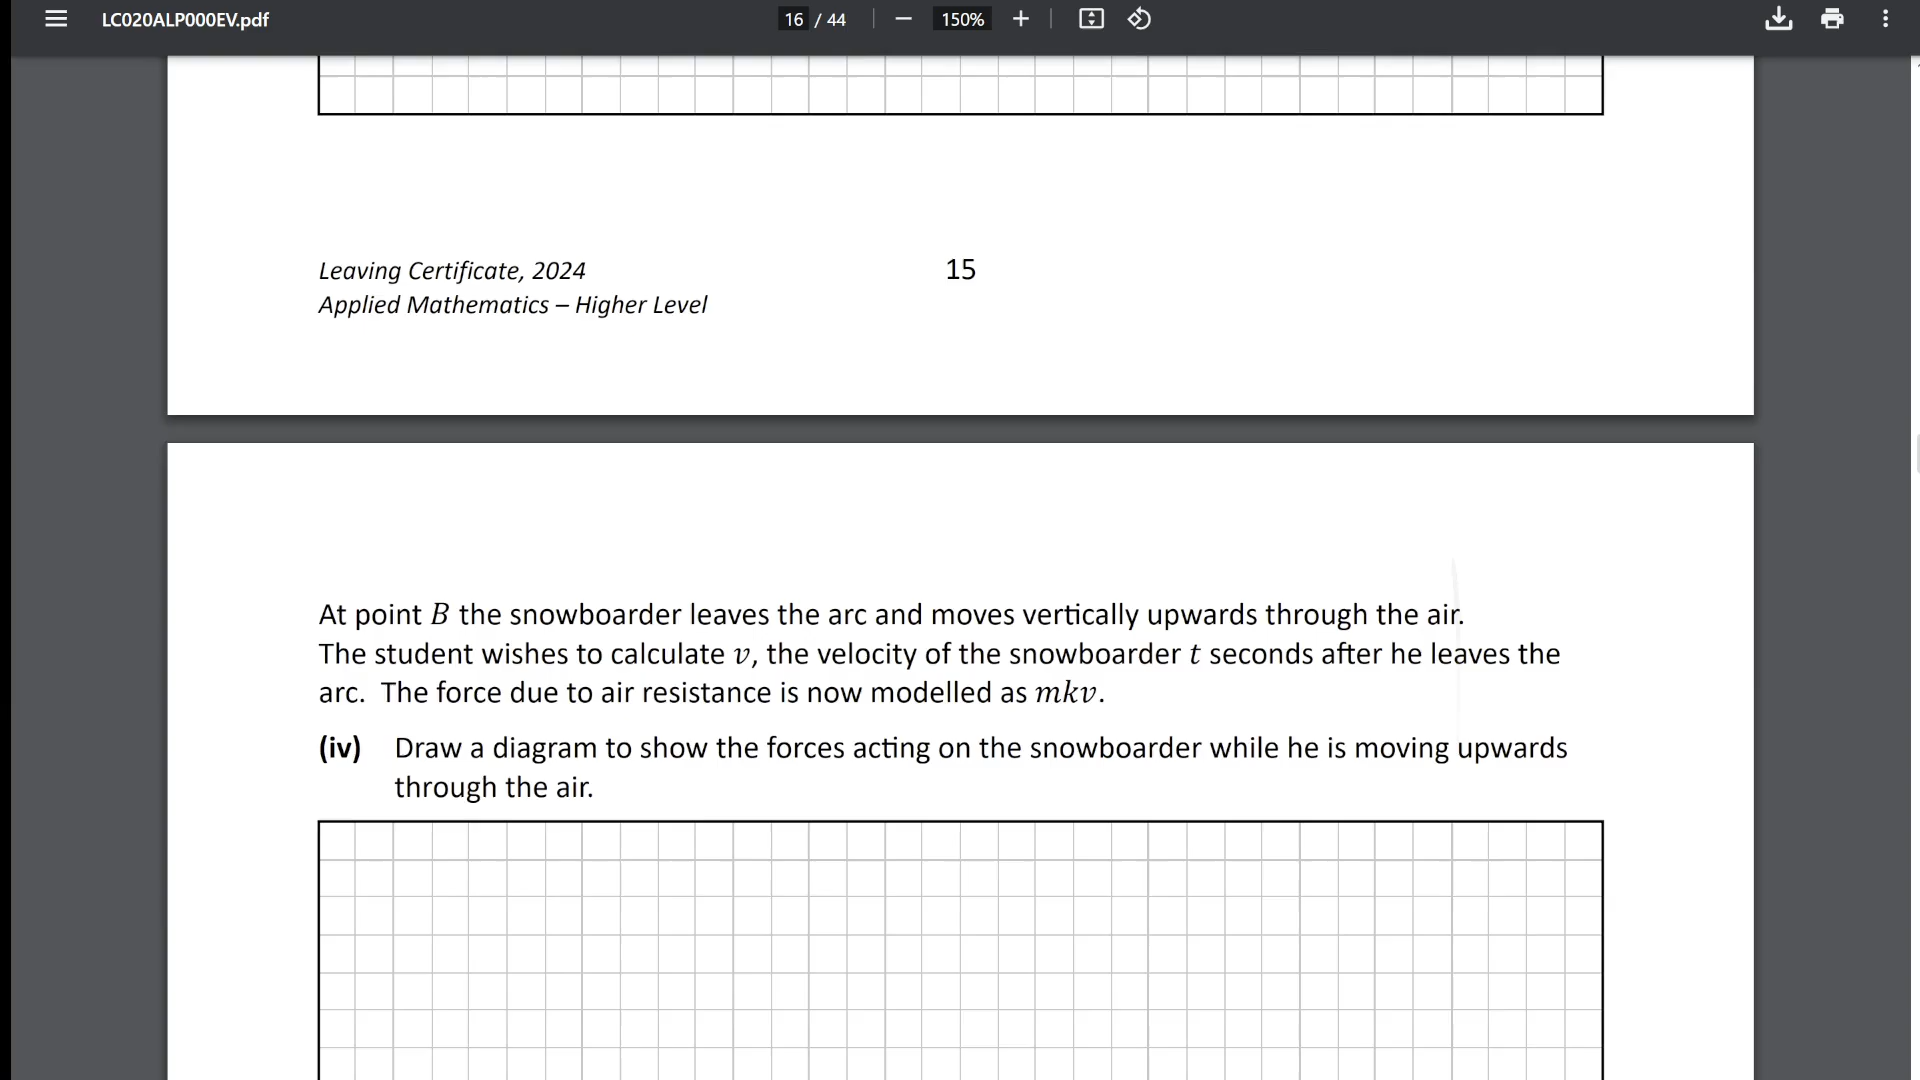 LC020ALP000EV.pdf
16 / 44
150%
Leaving Certificate, 2024
15
Applied Mathematics – Higher Level
At point B the snowboarder leaves the arc and moves vertically upwards through the air.
The student wishes to calculate v, the velocity of the snowboarder t seconds after he leaves the
arc. The force due to air resistance is now modelled as mkv.
(iv) Draw a diagram to show the forces acting on the snowboarder while he is moving upwards
through the air.